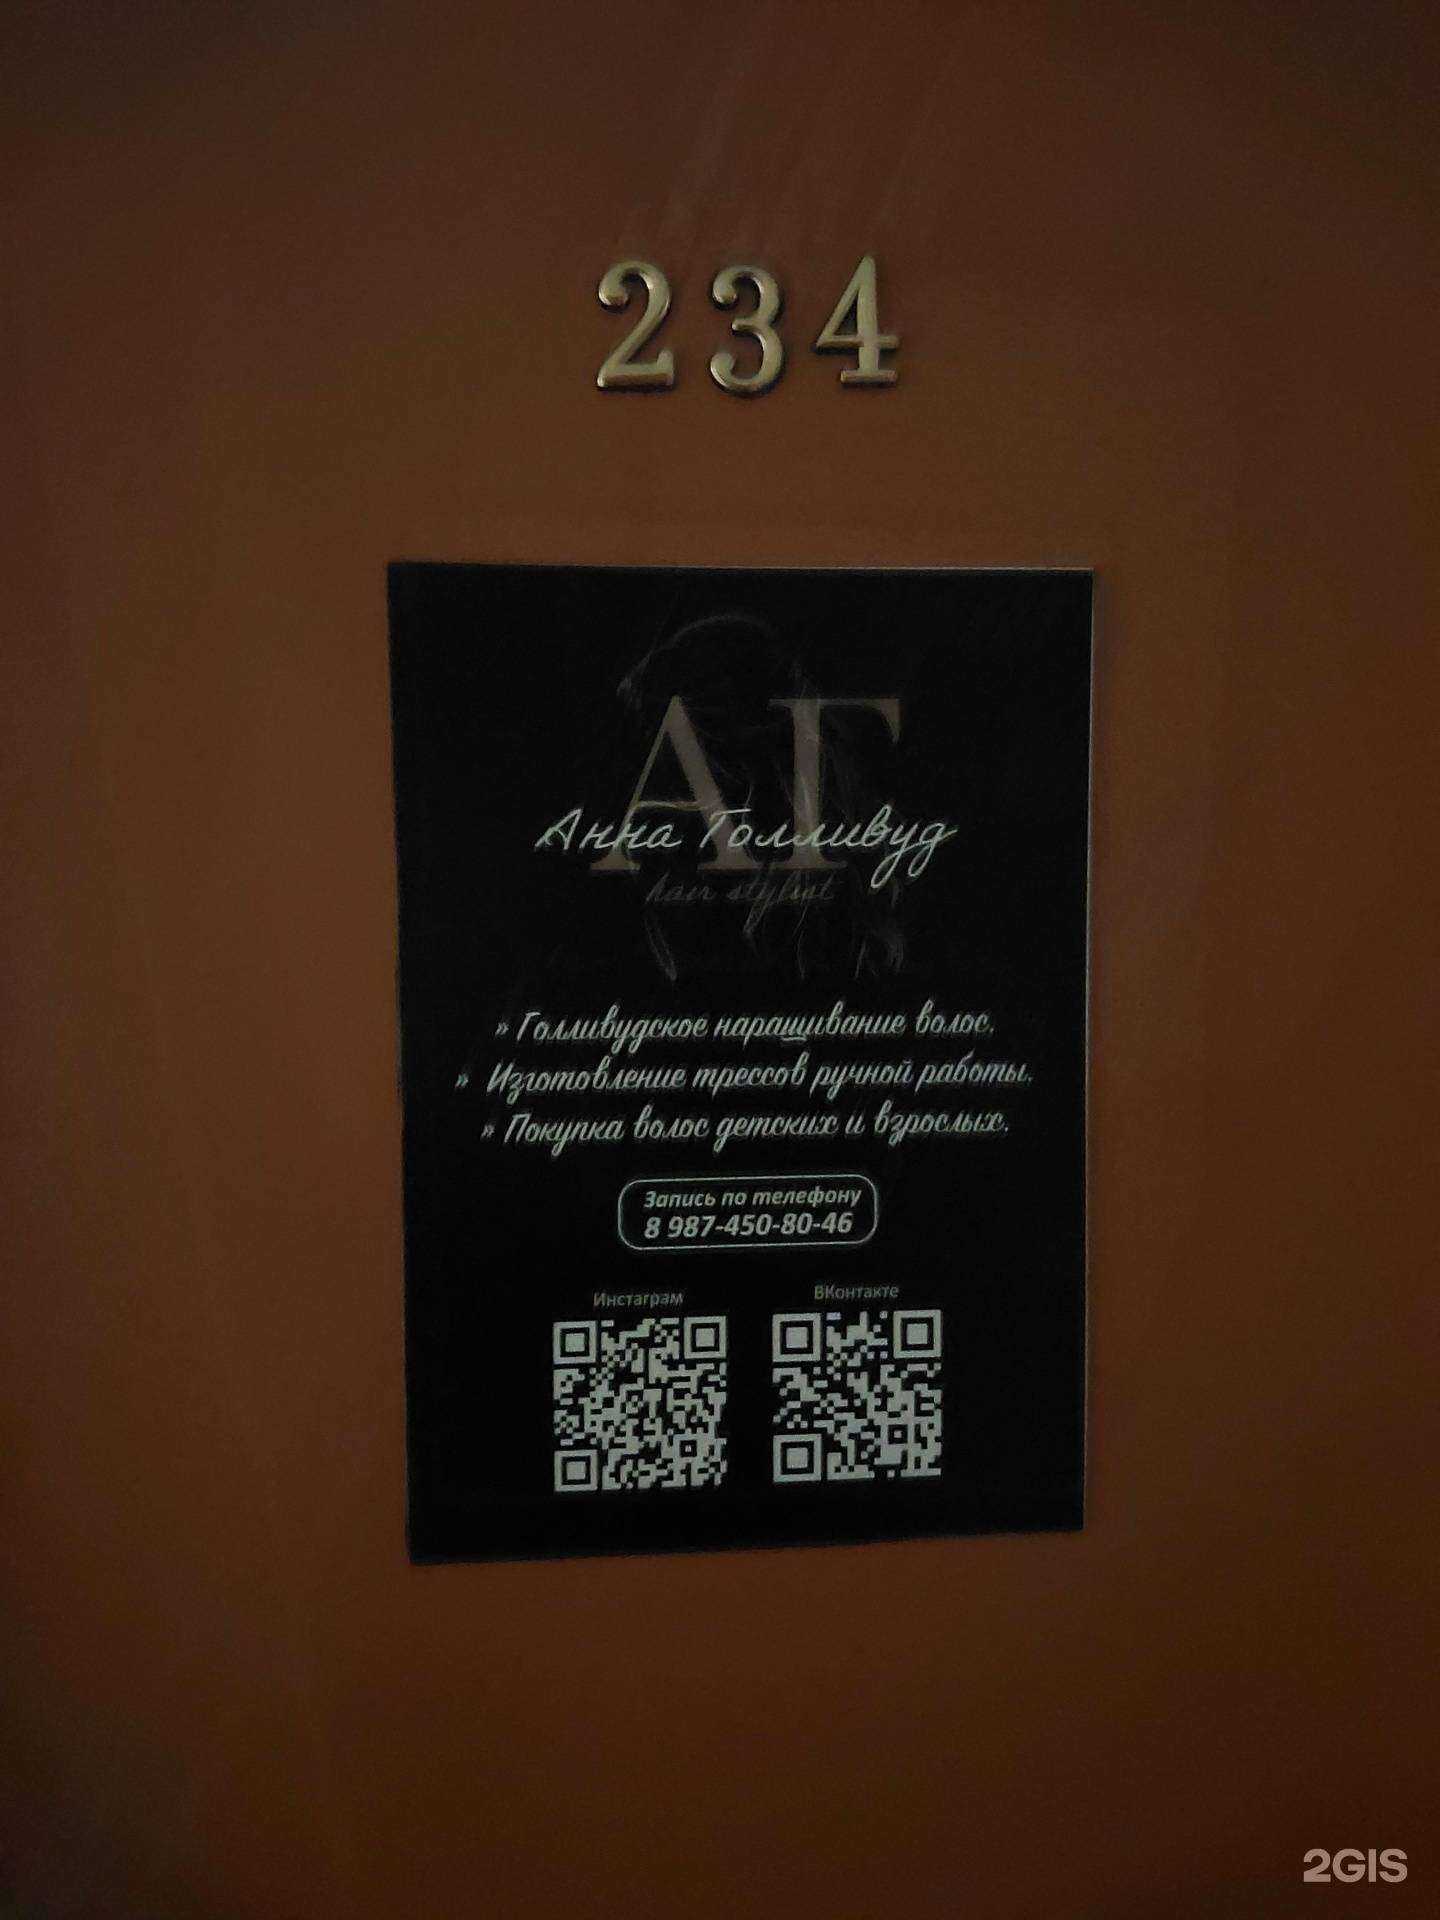 234
АГ
Анна Голливуд
hair stylist
» Голливудское наращивание волос.
» Изготовление трессов ручной работы.
» Покупка волос детских и взрослых.
Запись по телефону
8 987-450-80-46
Инстаграм ВКонтакте
2GIS